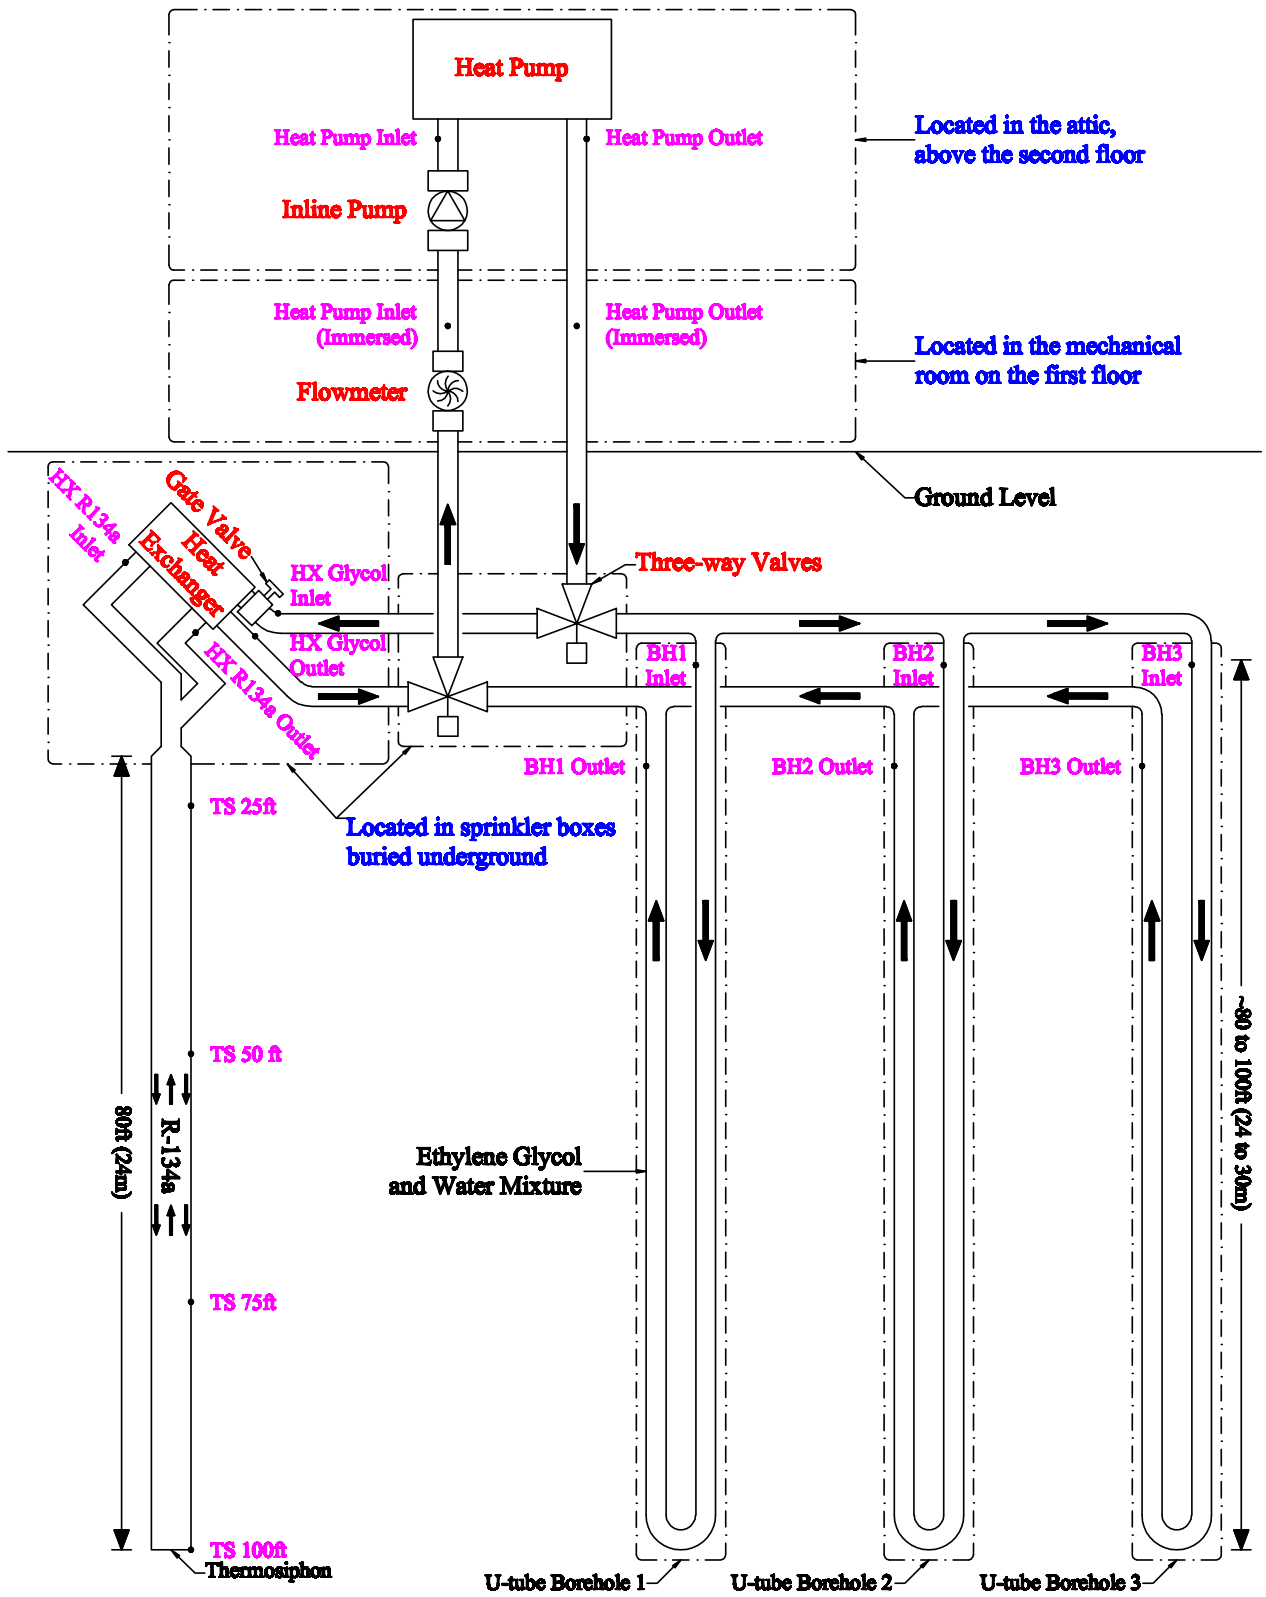 Heat Pump
Heat Pump Inlet
Heat Pump Outlet
Located in the attic,
above the second floor
Inline Pump
Heat Pump Inlet
(Immersed)
Heat Pump Outlet
(Immersed)
Located in the mechanical
room on the first floor
Flowmeter
Ground Level
HX R134a
Inlet
Gate Valve
Heat
Exchanger
HX Glycol
Inlet
Three-way Valves
HX Glycol
Outlet
HX R134a Outlet
BH1
Inlet
BH2
Inlet
BH3
Inlet
BH1 Outlet
BH2 Outlet
BH3 Outlet
TS 25ft
Located in sprinkler boxes
buried underground
TS 50 ft
80ft (24m)
R-134a
~80 to 100ft (24 to 30m)
Ethylene Glycol
and Water Mixture
TS 75ft
TS 100ft
Thermosiphon
U-tube Borehole 1
U-tube Borehole 2
U-tube Borehole 3